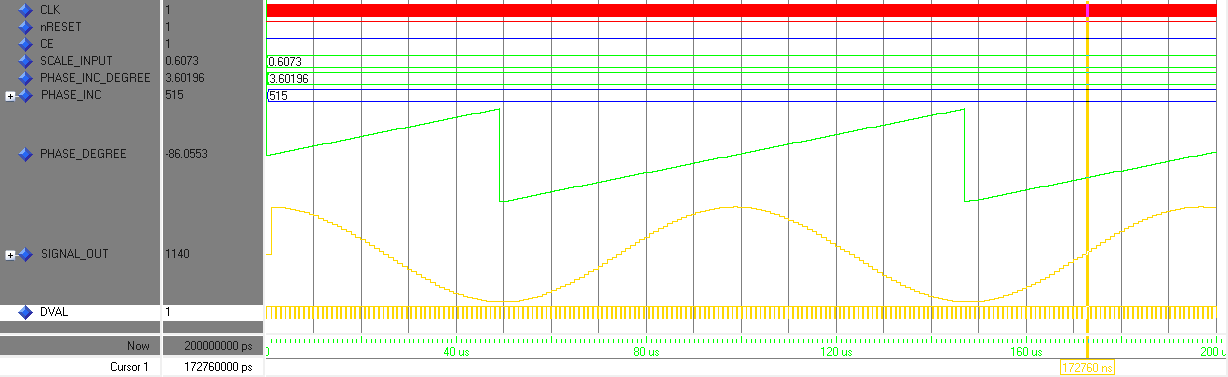 CLK 1
nRESET 1
CE 1
SCALE_INPUT 0.6073 0.6073
PHASE_INC_DEGREE 3.60196 3.60196
PHASE_INC 515 515
PHASE_DEGREE -86.0553
SIGNAL_OUT 1140
DVAL 1
Now 200000000 ps 40 us 80 us 120 us 160 us 200 u
Cursor 1 172760000 ps 172760 ns